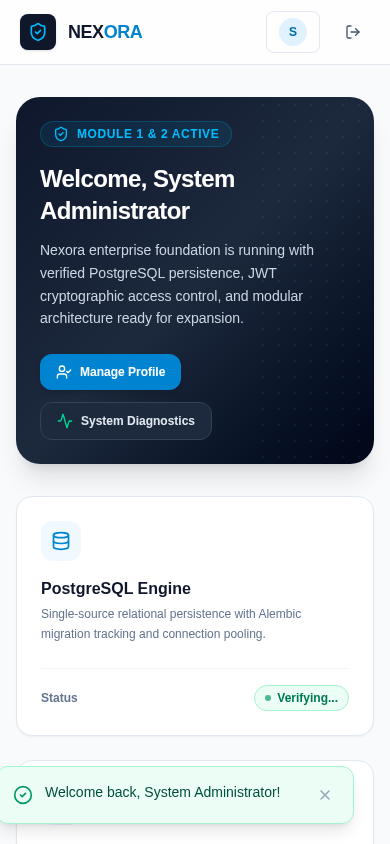 NEXORA
S
MODULE 1 & 2 ACTIVE
Welcome, System
Administrator
Nexora enterprise foundation is running with
verified PostgreSQL persistence, JWT
cryptographic access control, and modular
architecture ready for expansion.
Manage Profile
System Diagnostics
PostgreSQL Engine
Single-source relational persistence with Alembic
migration tracking and connection pooling.
Status
Verifying...
Welcome back, System Administrator!